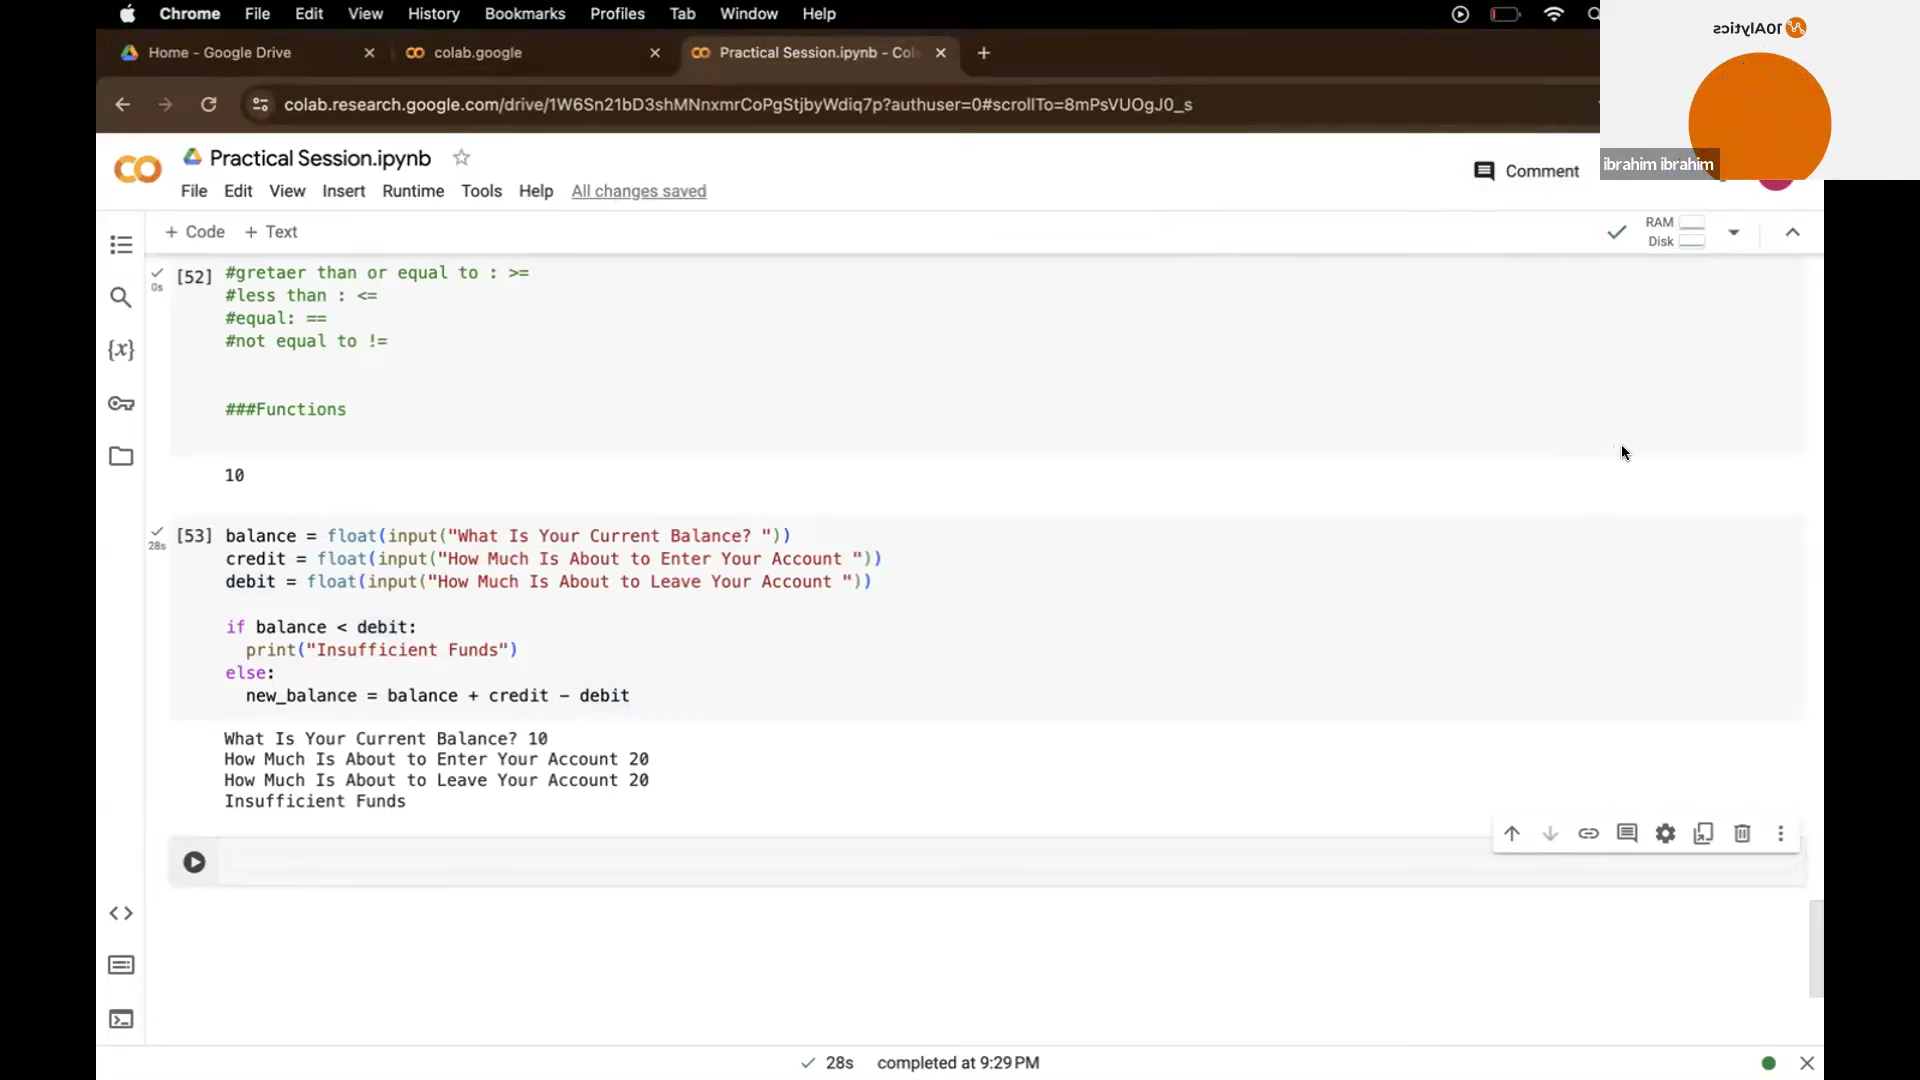 Chrome File Edit View History Bookmarks Profiles Tab Window Help
Home - Google Drive
colab.google
Practical Session.ipynb - Col
colab.research.google.com/drive/1W6Sn21bD3shMNnxmrCoPgStjbyWdiq7p?authuser=0#scrollTo=8mPsVUOgJ0_s
10Alytics
ibrahim ibrahim
CO
Practical Session.ipynb
File Edit View Insert Runtime Tools Help All changes saved
Comment
+ Code + Text
RAM
Disk
[52] #gretaer than or equal to : >=
0s
#less than : <=
#equal: ==
#not equal to !=
###Functions
10
[53] balance = float(input("What Is Your Current Balance? "))
28s
credit = float(input("How Much Is About to Enter Your Account "))
debit = float(input("How Much Is About to Leave Your Account "))
if balance < debit:
print("Insufficient Funds")
else:
new_balance = balance + credit - debit
What Is Your Current Balance? 10
How Much Is About to Enter Your Account 20
How Much Is About to Leave Your Account 20
Insufficient Funds
28s completed at 9:29 PM